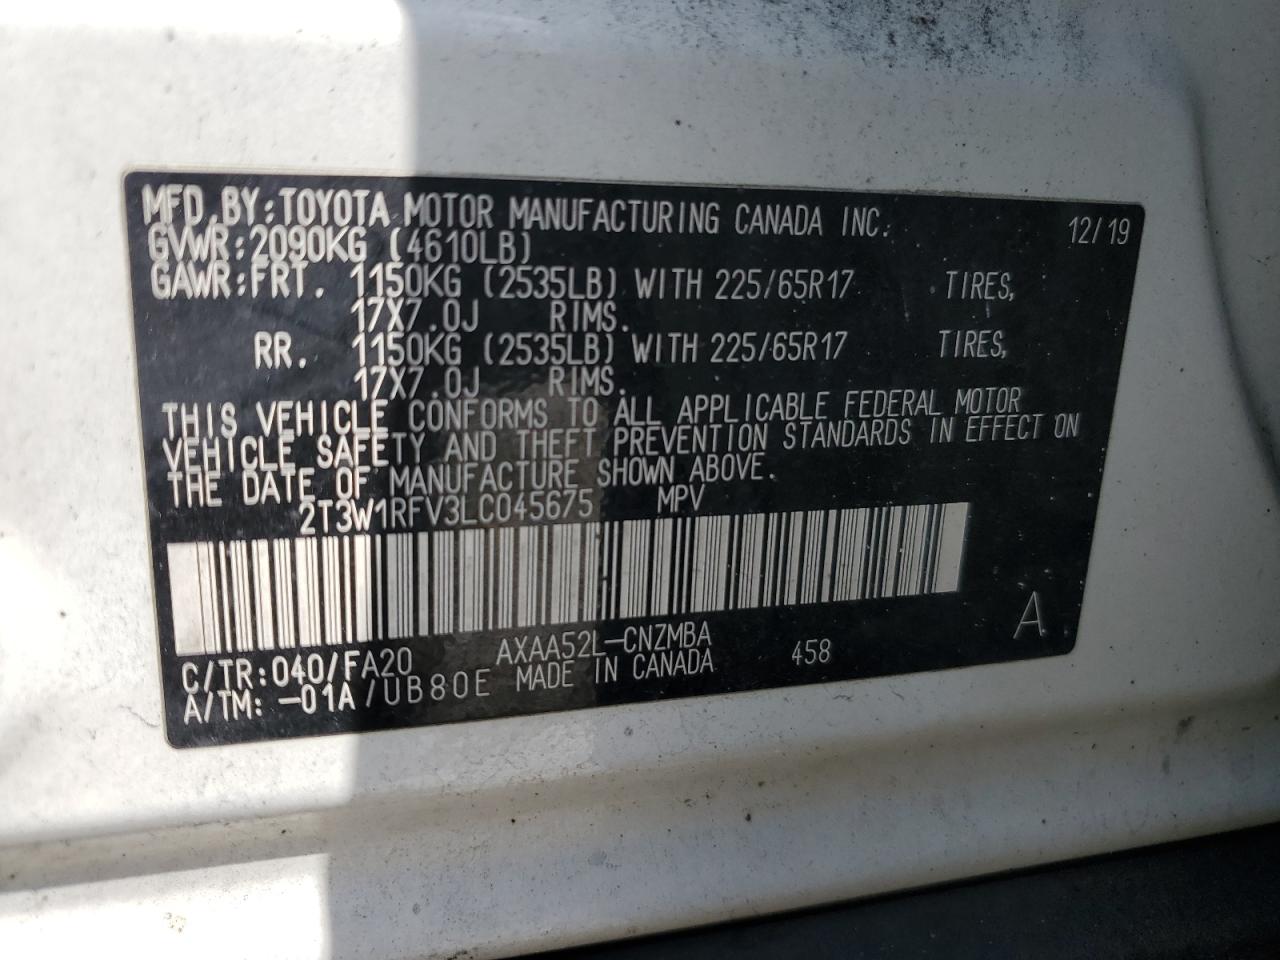 MFD.BY:TOYOTA MOTOR MANUFACTURING CANADA INC. 12/19
GVWR:2090KG (4610LB)
GAWR:FRT. 1150KG (2535LB) WITH 225/65R17 TIRES,
17X7.0J RIMS.
RR. 1150KG (2535LB) WITH 225/65R17 TIRES,
17X7.0J RIMS.
THIS VEHICLE CONFORMS TO ALL APPLICABLE FEDERAL MOTOR
VEHICLE SAFETY AND THEFT PREVENTION STANDARDS IN EFFECT ON
THE DATE OF MANUFACTURE SHOWN ABOVE.
2T3W1RFV3LC045675 MPV
A
C/TR:040/FA20 AXAA52L-CNZMBA 458
A/TM: -01A/UB80E MADE IN CANADA